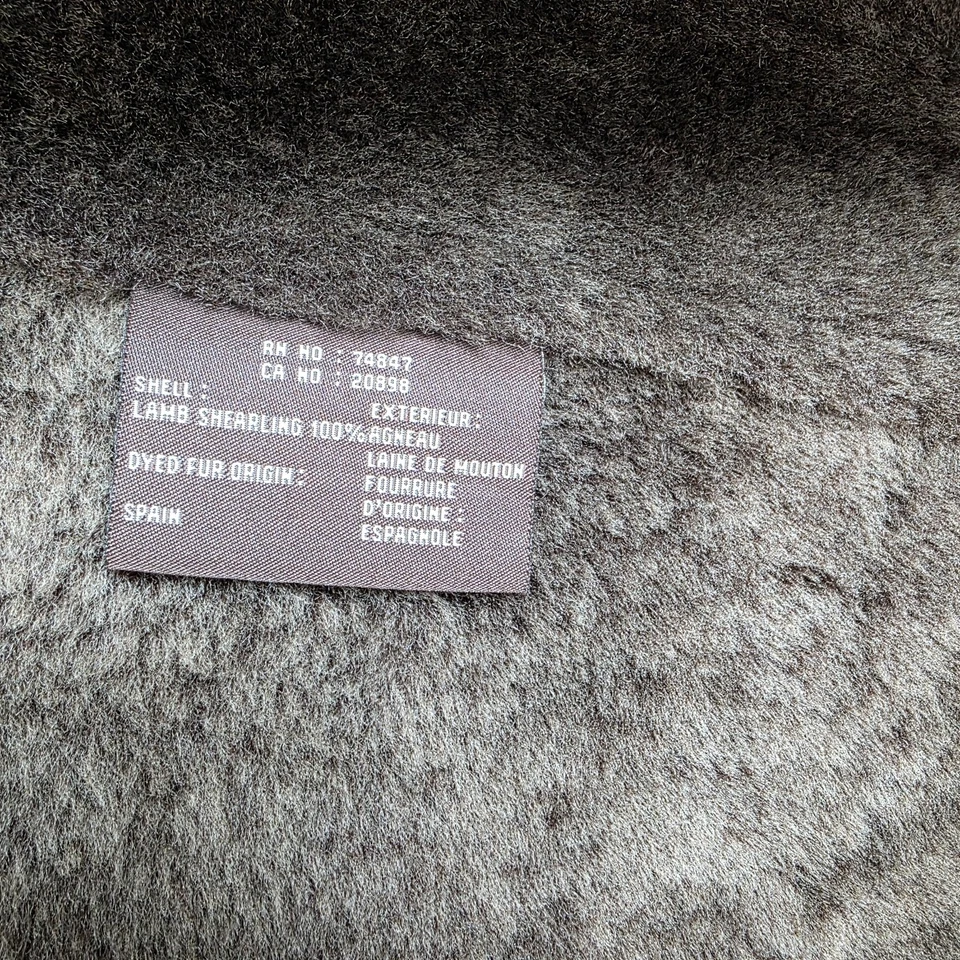 RN NO : 74847
CA NO : 20898
SHELL :
LAMB SHEARLING 100%
DYED FUR ORIGIN :
SPAIN
EXTERIEUR :
AGNEAU
LAINE DE MOUTON
FOURRURE
D'ORIGINE :
ESPAGNOLE